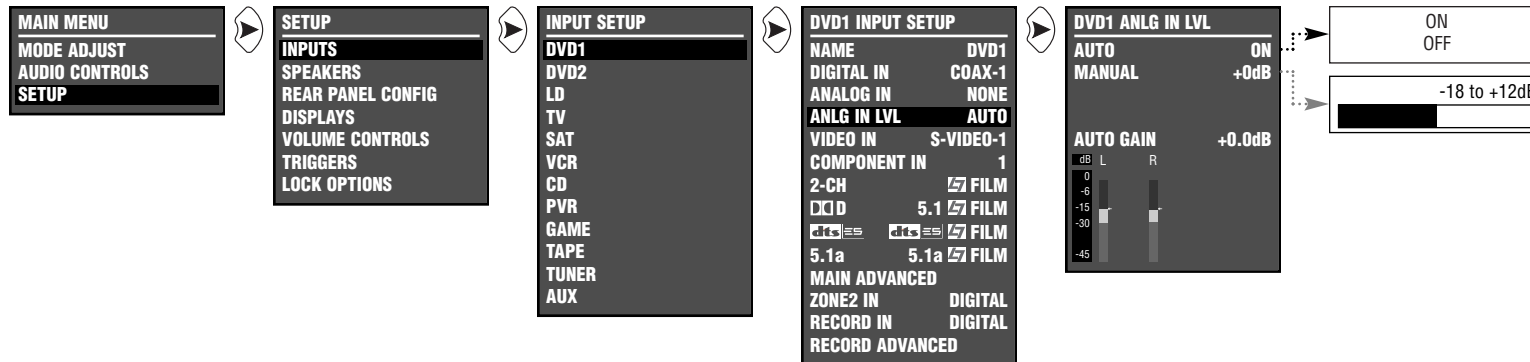 MAIN MENU
MODE ADJUST
AUDIO CONTROLS
SETUP
SETUP
INPUTS
SPEAKERS
REAR PANEL CONFIG
DISPLAYS
VOLUME CONTROLS
TRIGGERS
LOCK OPTIONS
INPUT SETUP
DVD1
DVD2
LD
TV
SAT
VCR
CD
PVR
GAME
TAPE
TUNER
AUX
DVD1 INPUT SETUP
NAME DVD1
DIGITAL IN COAX-1
ANALOG IN NONE
ANLG IN LVL AUTO
VIDEO IN S-VIDEO-1
COMPONENT IN 1
2-CH FILM
D 5.1 FILM
dts ES dts ES FILM
5.1a 5.1a FILM
MAIN ADVANCED
ZONE2 IN DIGITAL
RECORD IN DIGITAL
RECORD ADVANCED
DVD1 ANLG IN LVL
AUTO ON
MANUAL +0dB
AUTO GAIN +0.0dB
dB L R
0
-6
-15
-30
-45
ON
OFF
-18 to +12dB